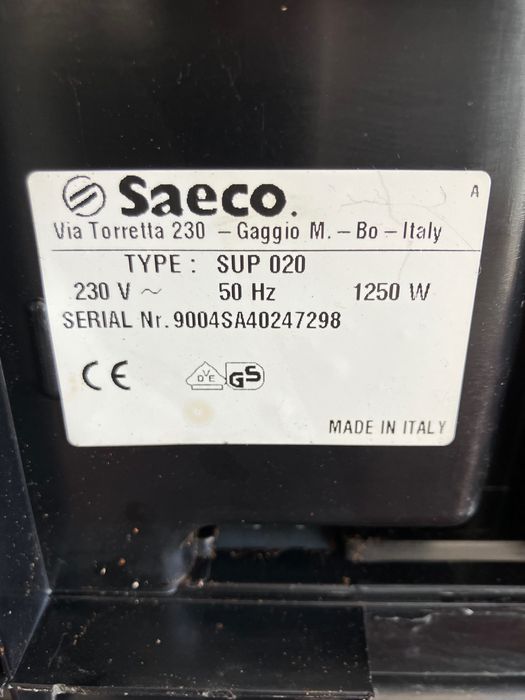 Saeco.
A
Via Torretta 230 - Gaggio M. - Bo - Italy
TYPE : SUP 020
230 V ~ 50 Hz 1250 W
SERIAL Nr. 9004SA40247298
CE VDE GS
MADE IN ITALY